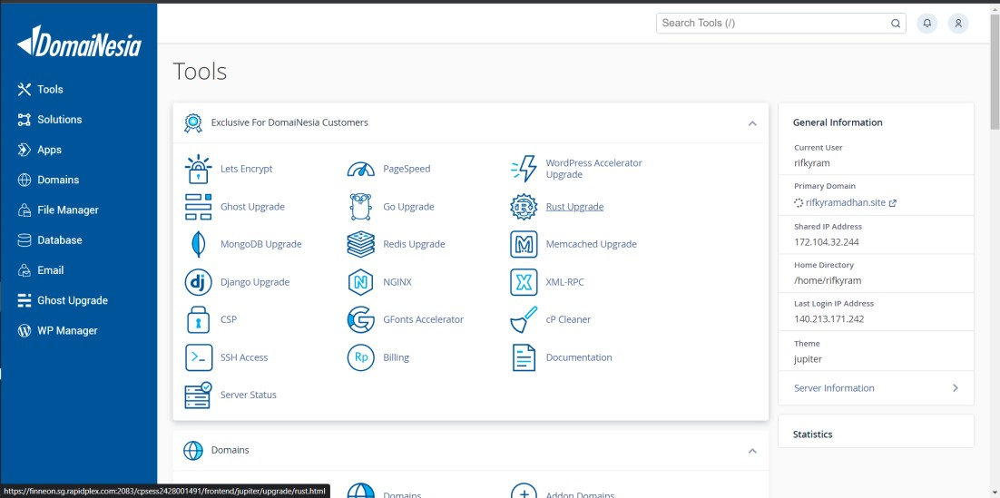 DomaiNesia
Search Tools (/)
Tools
Solutions
Apps
Domains
File Manager
Database
Email
Ghost Upgrade
WP Manager
Tools
Exclusive For DomaiNesia Customers
Lets Encrypt
PageSpeed
WordPress Accelerator
Upgrade
Ghost Upgrade
Go Upgrade
Rust Upgrade
MongoDB Upgrade
Redis Upgrade
Memcached Upgrade
dj
Django Upgrade
N
NGINX
X
XML-RPC
CSP
GFonts Accelerator
cP Cleaner
>_
SSH Access
Rp
Billing
Documentation
Server Status
Domains
Domains
Addon Domains
General Information
Current User
rifkyram
Primary Domain
rifkyramadhan.site
Shared IP Address
172.104.32.244
Home Directory
/home/rifkyram
Last Login IP Address
140.213.171.242
Theme
jupiter
Server Information
Statistics
https://finneon.sg.rapidplex.com:2083/cpsess2428001491/frontend/jupiter/upgrade/rust.html